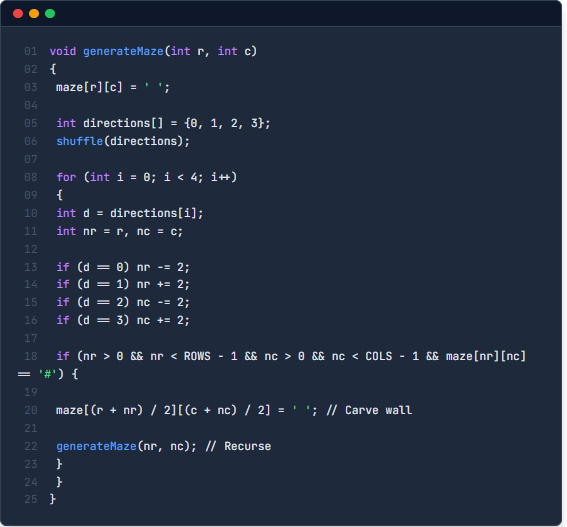 01 void generateMaze(int r, int c)
02 {
03 maze[r][c] = ' ';
04
05 int directions[] = {0, 1, 2, 3};
06 shuffle(directions);
07
08 for (int i = 0; i < 4; i++)
09 {
10 int d = directions[i];
11 int nr = r, nc = c;
12
13 if (d == 0) nr -= 2;
14 if (d == 1) nr += 2;
15 if (d == 2) nc -= 2;
16 if (d == 3) nc += 2;
17
18 if (nr > 0 && nr < ROWS - 1 && nc > 0 && nc < COLS - 1 && maze[nr][nc]
== '#') {
19
20 maze[(r + nr) / 2][(c + nc) / 2] = ' '; // Carve wall
21
22 generateMaze(nr, nc); // Recurse
23 }
24 }
25 }